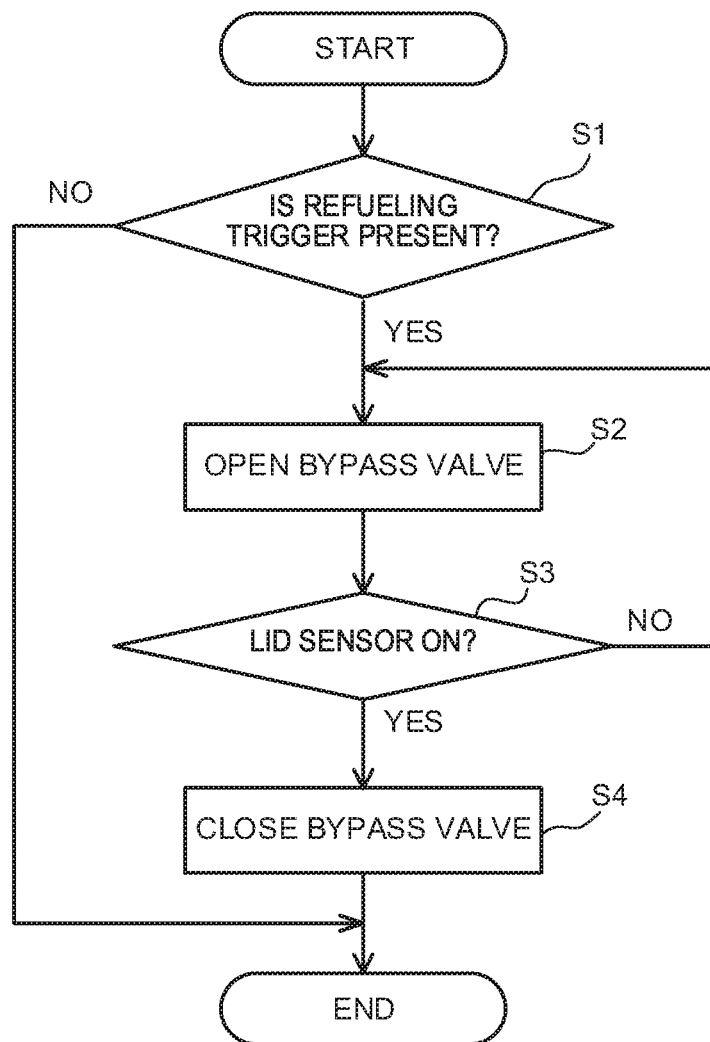 START
S1
NO
IS REFUELING
TRIGGER PRESENT?
YES
S2
OPEN BYPASS VALVE
S3
LID SENSOR ON?
NO
YES
S4
CLOSE BYPASS VALVE
END